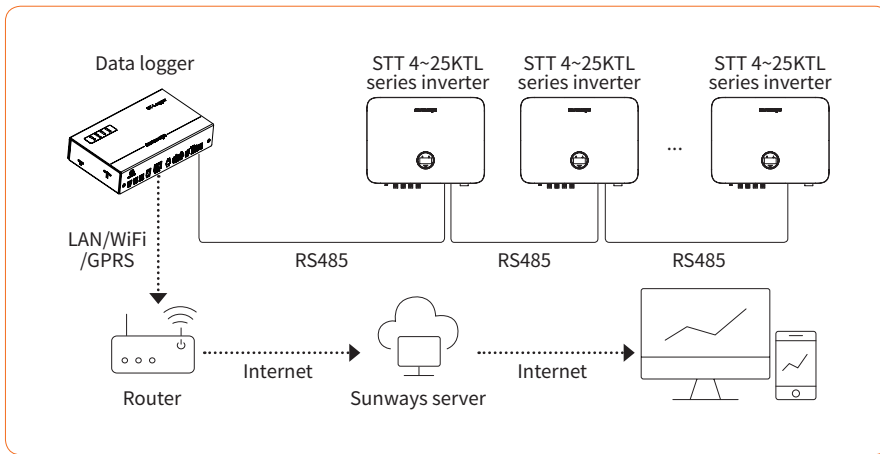 Data logger
STT 4~25KTL
series inverter
STT 4~25KTL
series inverter
STT 4~25KTL
series inverter
...
LAN/WiFi
/GPRS
RS485
RS485
RS485
Internet
Internet
Router
Sunways server